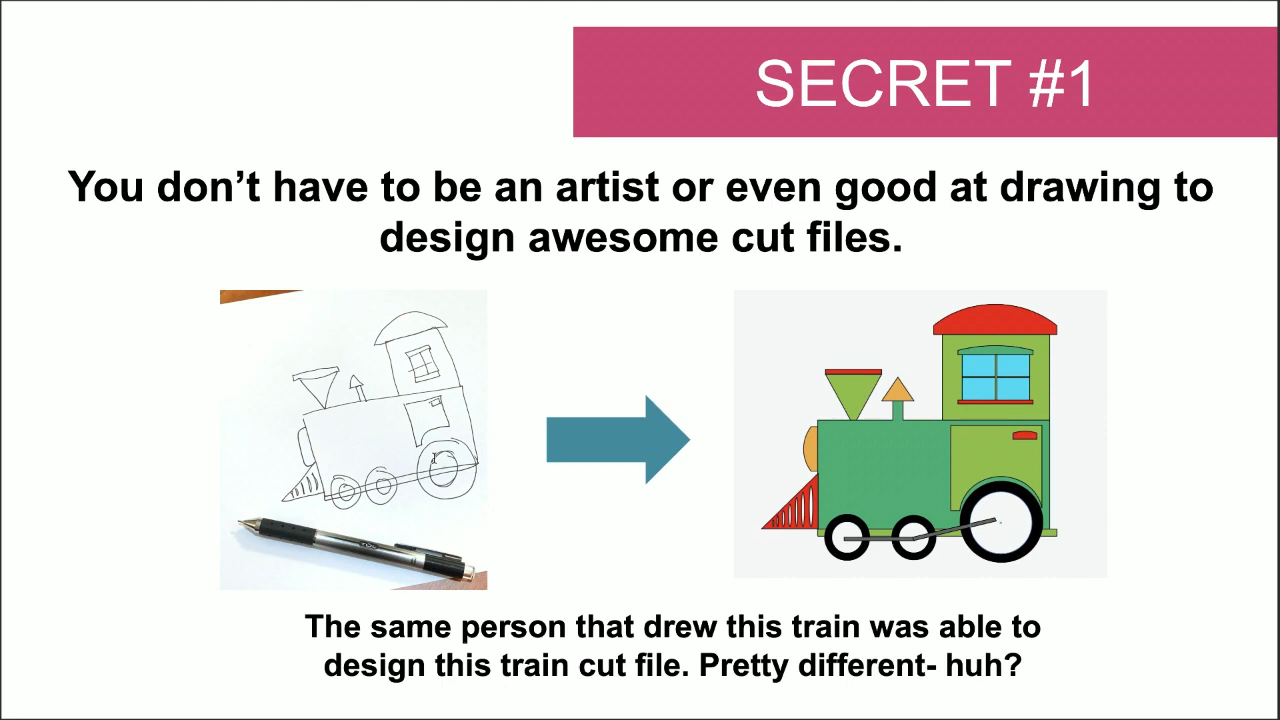 SECRET #1
You don’t have to be an artist or even good at drawing to
design awesome cut files.
The same person that drew this train was able to
design this train cut file. Pretty different- huh?